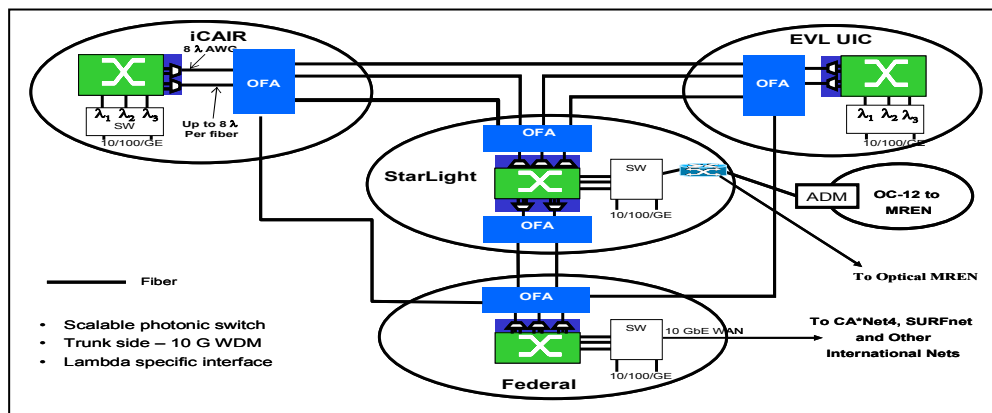 iCAIR
8 λ AWG
OFA
λ1 λ2 λ3
SW
10/100/GE
Up to 8 λ
Per fiber
EVL UIC
OFA
λ1 λ2 λ3
SW
10/100/GE
OFA
StarLight
SW
10/100/GE
OFA
ADM
OC-12 to
MREN
To Optical MREN
OFA
SW
10 GbE WAN
10/100/GE
Federal
To CA*Net4, SURFnet
and Other
International Nets
Fiber
• Scalable photonic switch
• Trunk side – 10 G WDM
• Lambda specific interface